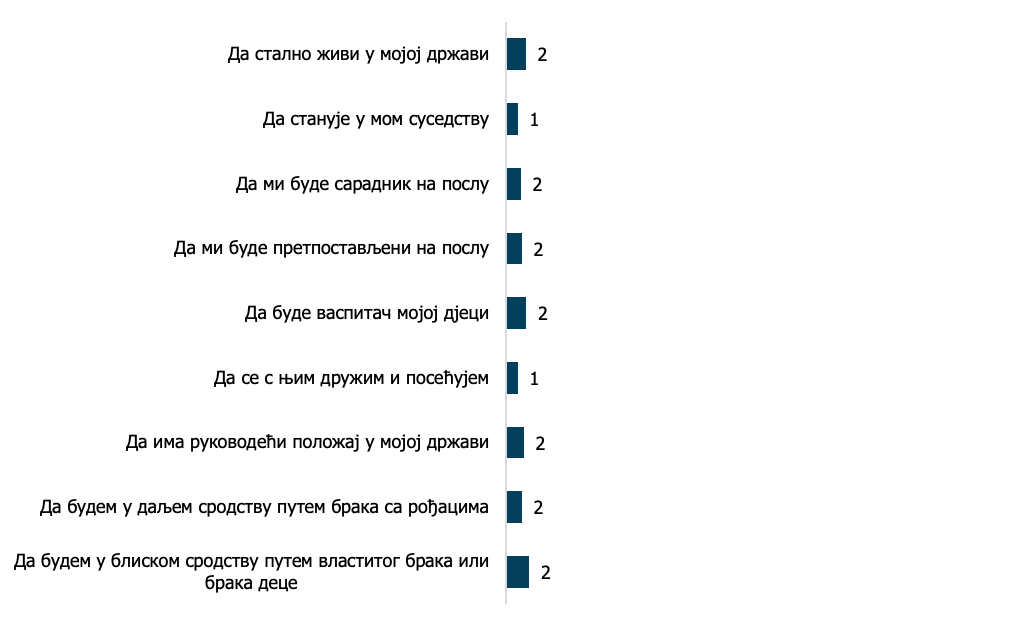 Да стално живи у мојој држави 2
Да станује у мом суседству 1
Да ми буде сарадник на послу 2
Да ми буде претпостављени на послу 2
Да буде васпитач мојој дјеци 2
Да се с њим дружим и посећујем 1
Да има руководећи положај у мојој држави 2
Да будем у даљем сродству путем брака са рођацима 2
Да будем у блиском сродству путем властитог брака или
брака деце 2